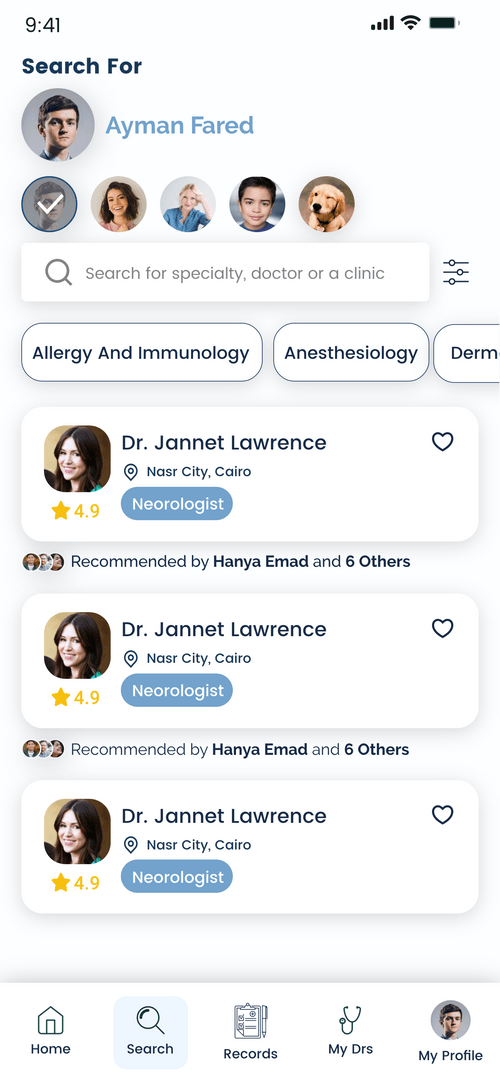 9:41
Search For
Ayman Fared
Search for specialty, doctor or a clinic
Allergy And Immunology
Anesthesiology
Derm
Dr. Jannet Lawrence
Nasr City, Cairo
4.9
Neorologist
Recommended by Hanya Emad and 6 Others
Dr. Jannet Lawrence
Nasr City, Cairo
4.9
Neorologist
Recommended by Hanya Emad and 6 Others
Dr. Jannet Lawrence
Nasr City, Cairo
4.9
Neorologist
Home
Search
Records
My Drs
My Profile